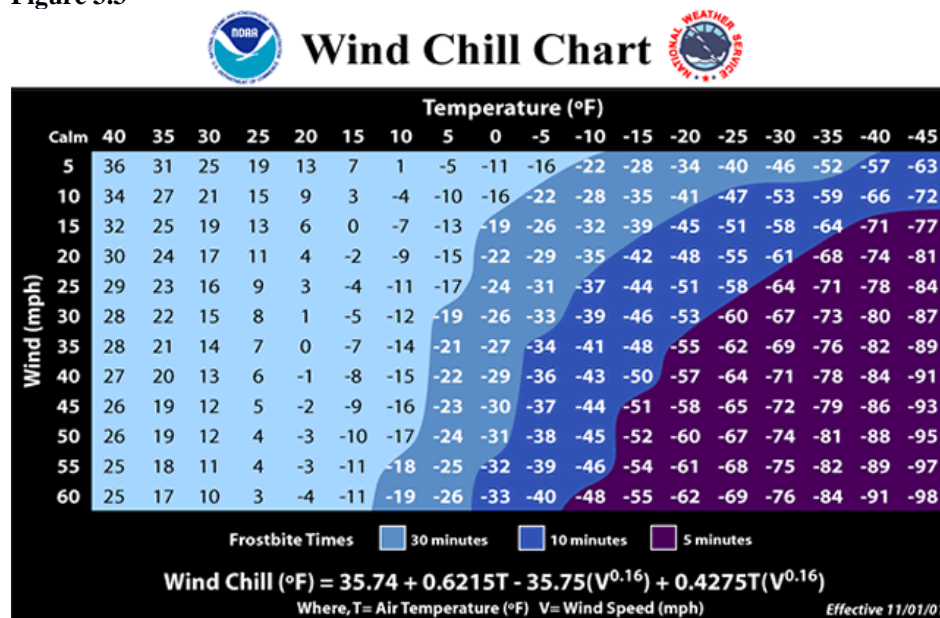 Wind Chill Chart
NOAA
NATIONAL WEATHER SERVICE
Temperature (ºF)
Calm 40 35 30 25 20 15 10 5 0 -5 -10 -15 -20 -25 -30 -35 -40 -45
5 36 31 25 19 13 7 1 -5 -11 -16 -22 -28 -34 -40 -46 -52 -57 -63
10 34 27 21 15 9 3 -4 -10 -16 -22 -28 -35 -41 -47 -53 -59 -66 -72
15 32 25 19 13 6 0 -7 -13 -19 -26 -32 -39 -45 -51 -58 -64 -71 -77
20 30 24 17 11 4 -2 -9 -15 -22 -29 -35 -42 -48 -55 -61 -68 -74 -81
25 29 23 16 9 3 -4 -11 -17 -24 -31 -37 -44 -51 -58 -64 -71 -78 -84
30 28 22 15 8 1 -5 -12 -19 -26 -33 -39 -46 -53 -60 -67 -73 -80 -87
35 28 21 14 7 0 -7 -14 -21 -27 -34 -41 -48 -55 -62 -69 -76 -82 -89
40 27 20 13 6 -1 -8 -15 -22 -29 -36 -43 -50 -57 -64 -71 -78 -84 -91
45 26 19 12 5 -2 -9 -16 -23 -30 -37 -44 -51 -58 -65 -72 -79 -86 -93
50 26 19 12 4 -3 -10 -17 -24 -31 -38 -45 -52 -60 -67 -74 -81 -88 -95
55 25 18 11 4 -3 -11 -18 -25 -32 -39 -46 -54 -61 -68 -75 -82 -89 -97
60 25 17 10 3 -4 -11 -19 -26 -33 -40 -48 -55 -62 -69 -76 -84 -91 -98
Wind (mph)
Frostbite Times 30 minutes 10 minutes 5 minutes
Wind Chill (ºF) = 35.74 + 0.6215T - 35.75(V0.16) + 0.4275T(V0.16)
Where, T= Air Temperature (ºF) V= Wind Speed (mph) Effective 11/01/01